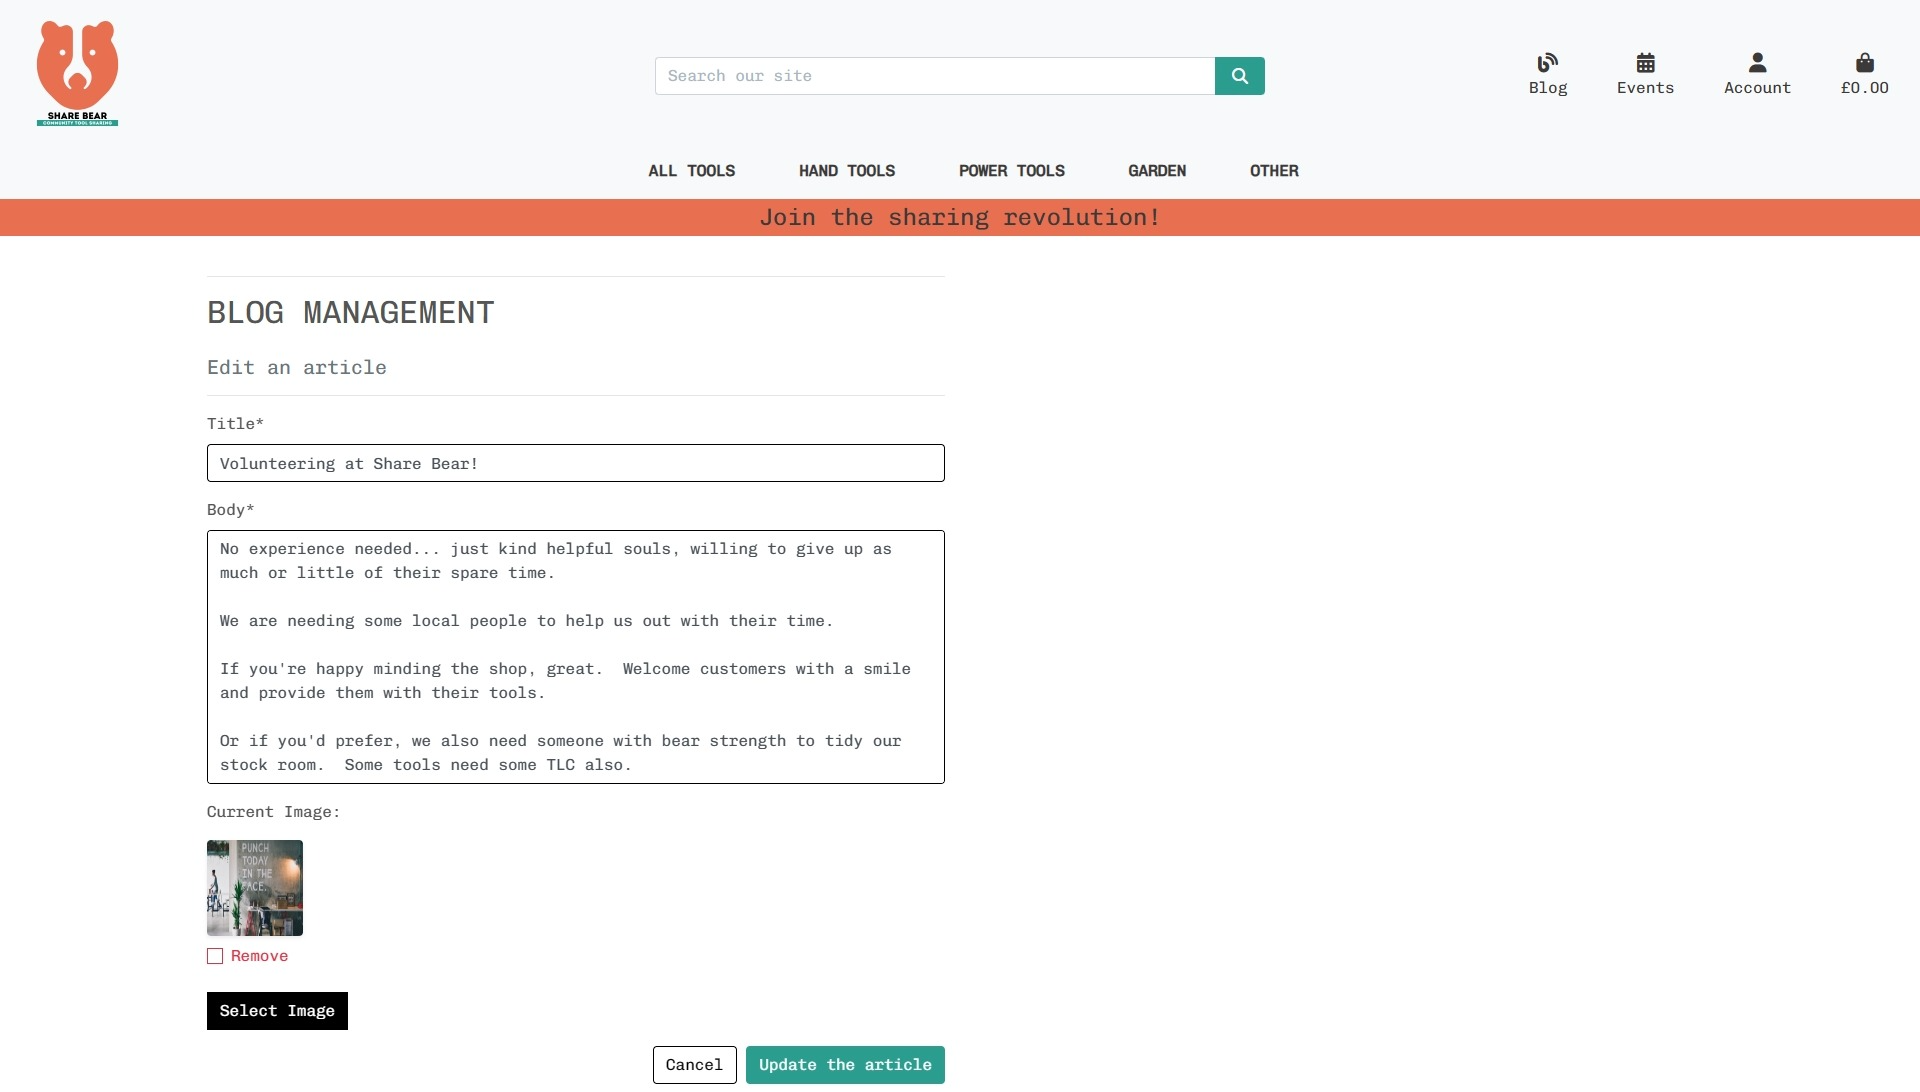 SHARE BEAR
COMMUNITY TOOL SHARING
Search our site
Blog
Events
Account
£0.00
ALL TOOLS
HAND TOOLS
POWER TOOLS
GARDEN
OTHER
Join the sharing revolution!
BLOG MANAGEMENT
Edit an article
Title*
Volunteering at Share Bear!
Body*
No experience needed... just kind helpful souls, willing to give up as
much or little of their spare time.
We are needing some local people to help us out with their time.
If you're happy minding the shop, great.  Welcome customers with a smile
and provide them with their tools.
Or if you'd prefer, we also need someone with bear strength to tidy our
stock room.  Some tools need some TLC also.
Current Image:
PUNCH
TODAY
IN THE
FACE.
Remove
Select Image
Cancel
Update the article